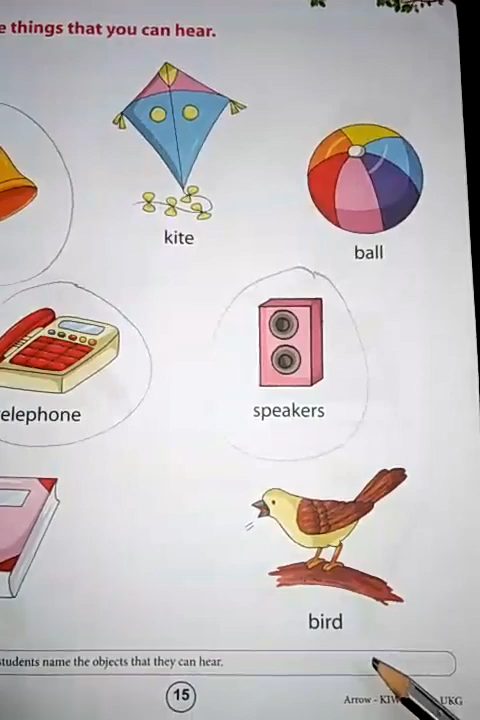 e things that you can hear.
kite
ball
elephone
speakers
bird
tudents name the objects that they can hear.
15
Arrow - KIW
UKG